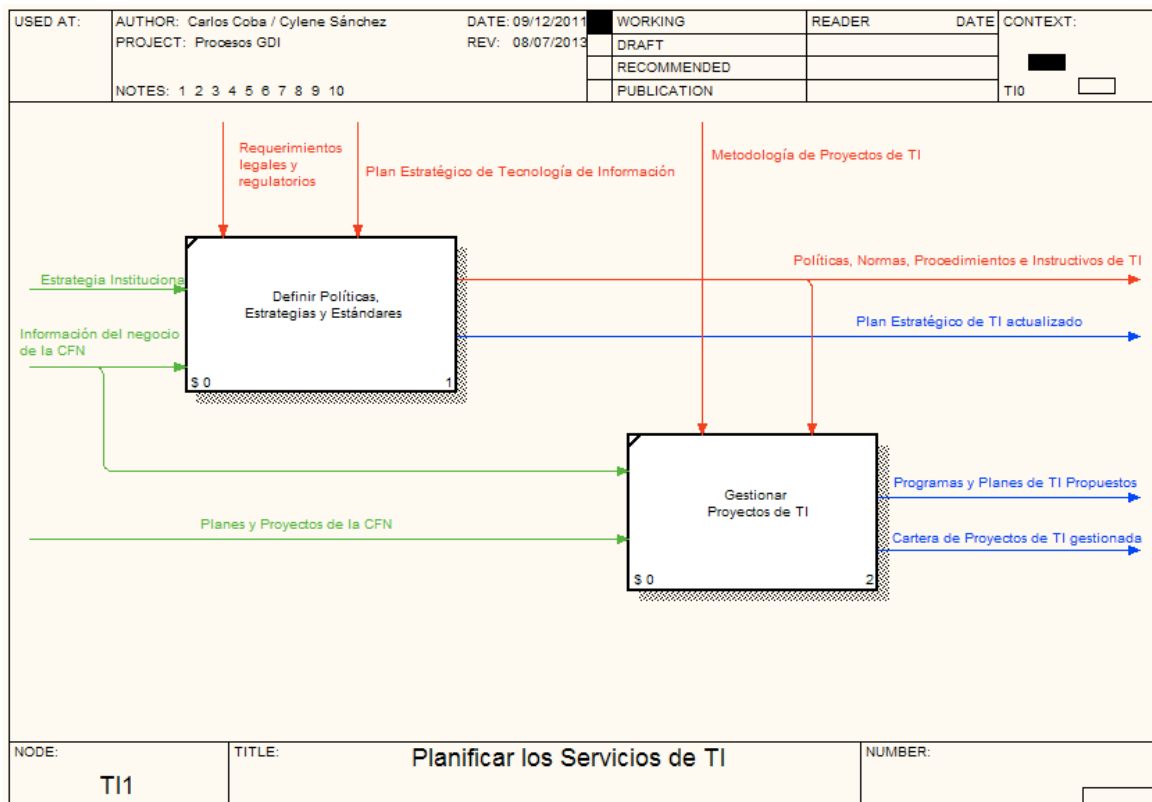 USED AT:
AUTHOR: Carlos Coba / Cylene Sánchez
DATE: 09/12/2011
WORKING
READER
DATE
CONTEXT:
PROJECT: Procesos GDI
REV: 08/07/2013
DRAFT
RECOMMENDED
NOTES: 1 2 3 4 5 6 7 8 9 10
PUBLICATION
TI0
Requerimientos
legales y
regulatorios
Plan Estratégico de Tecnología de Información
Metodología de Proyectos de TI
Estrategia Instituciona
Definir Políticas,
Estrategias y Estándares
Políticas, Normas, Procedimientos e Instructivos de TI
Información del negocio
de la CFN
Plan Estratégico de TI actualizado
$ 0
1
Gestionar
Proyectos de TI
Programas y Planes de TI Propuestos
Planes y Proyectos de la CFN
Cartera de Proyectos de TI gestionada
$ 0
2
NODE:
TI1
TITLE:
Planificar los Servicios de TI
NUMBER: